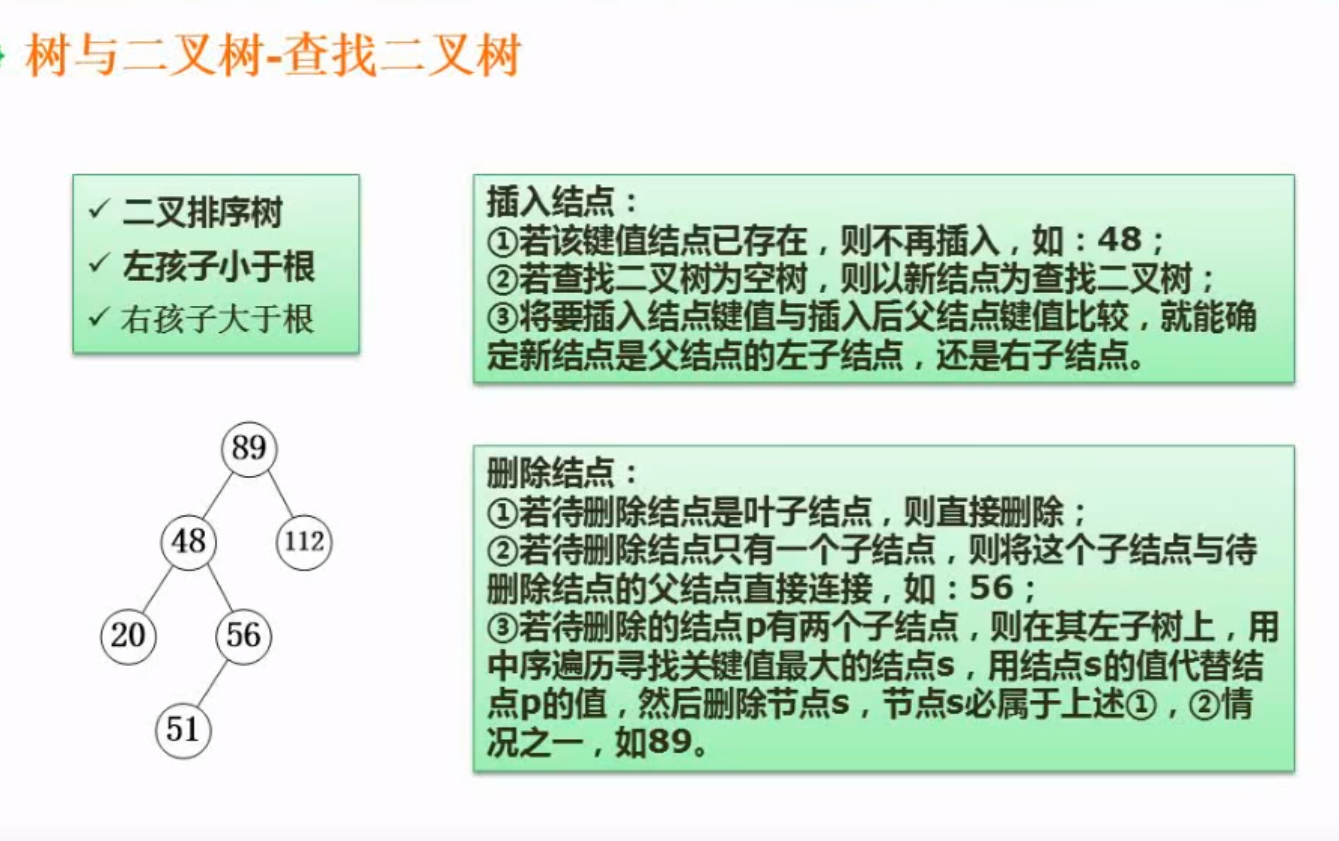 树与二叉树-查找二叉树
✓ 二叉排序树
✓ 左孩子小于根
✓ 右孩子大于根
插入结点：
①若该键值结点已存在，则不再插入，如：48；
②若查找二叉树为空树，则以新结点为查找二叉树；
③将要插入结点键值与插入后父结点键值比较，就能确
定新结点是父结点的左子结点，还是右子结点。
89
48
112
20
56
51
删除结点：
①若待删除结点是叶子结点，则直接删除；
②若待删除结点只有一个子结点，则将这个子结点与待
删除结点的父结点直接连接，如：56；
③若待删除的结点p有两个子结点，则在其左子树上，用
中序遍历寻找关键值最大的结点s，用结点s的值代替结
点p的值，然后删除节点s，节点s必属于上述①，②情
况之一，如89。